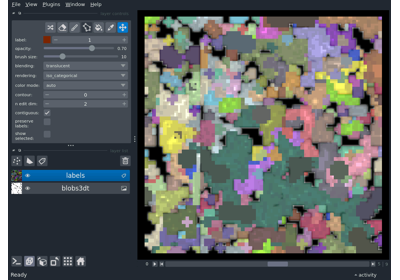 File View Plugins Window Help
label: 1
opacity: 0.70
brush size: 10
blending: translucent
rendering: iso_categorical
color mode: auto
contour: 0
n edit dim: 2
contiguous:
preserve labels:
show selected:
labels
blobs3dt
Ready
activity